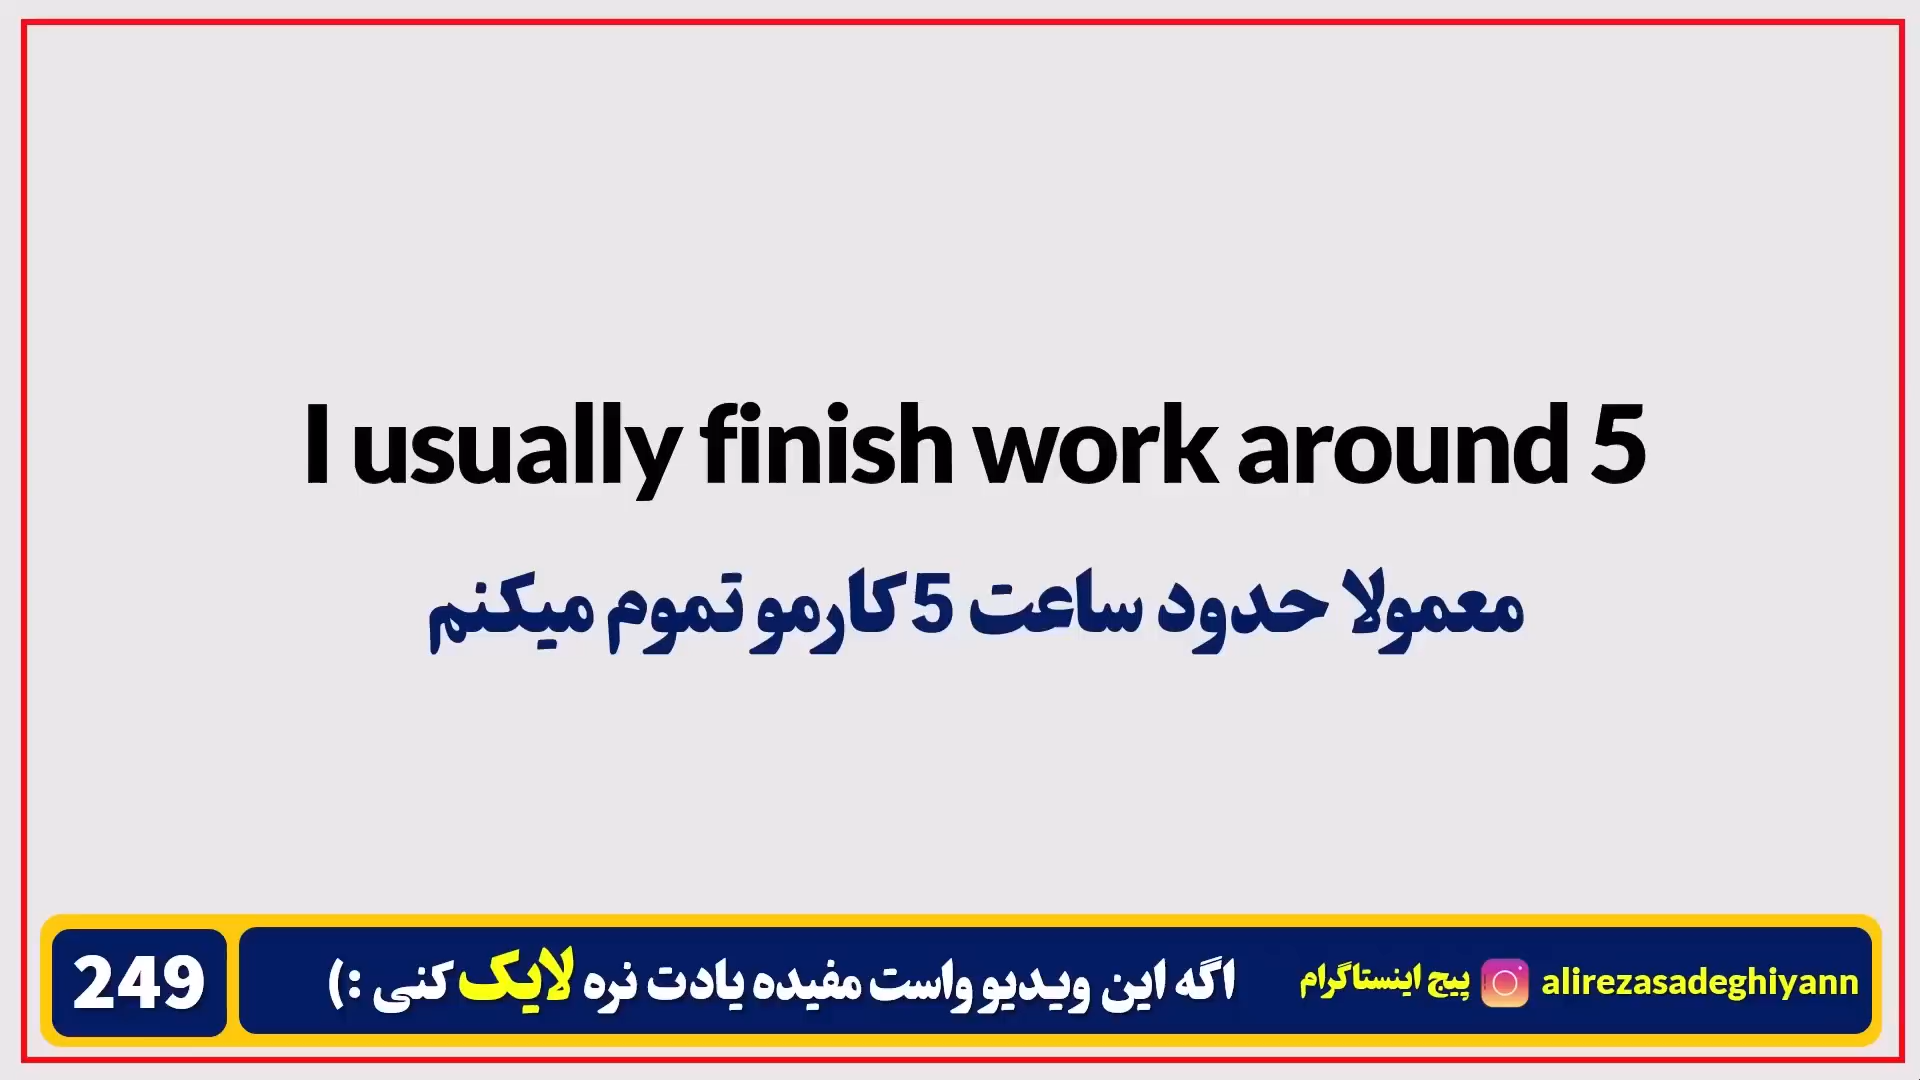 I usually finish work around 5
معمولا حدود ساعت 5 کارمو تموم میکنم
249
اگه این ویدیو واست مفیده یادت نره لایک کنی :)
پیج اینستاگرام
alirezasadeghiyann